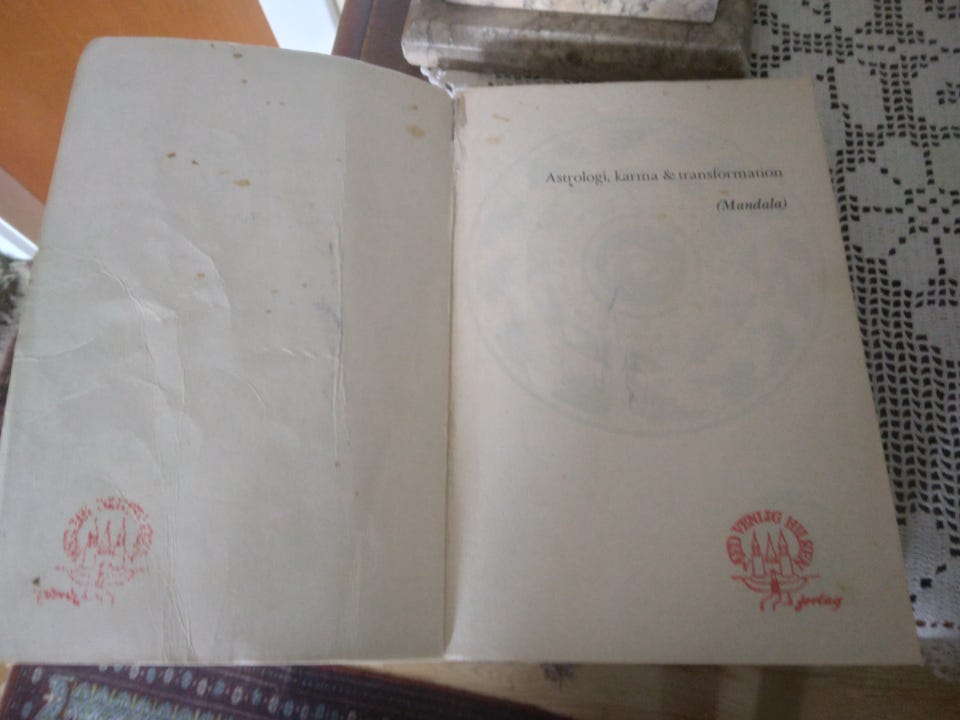 Astrologi, karma & transformation
(Mandala)
MED VENLIG HILSEN
forlag